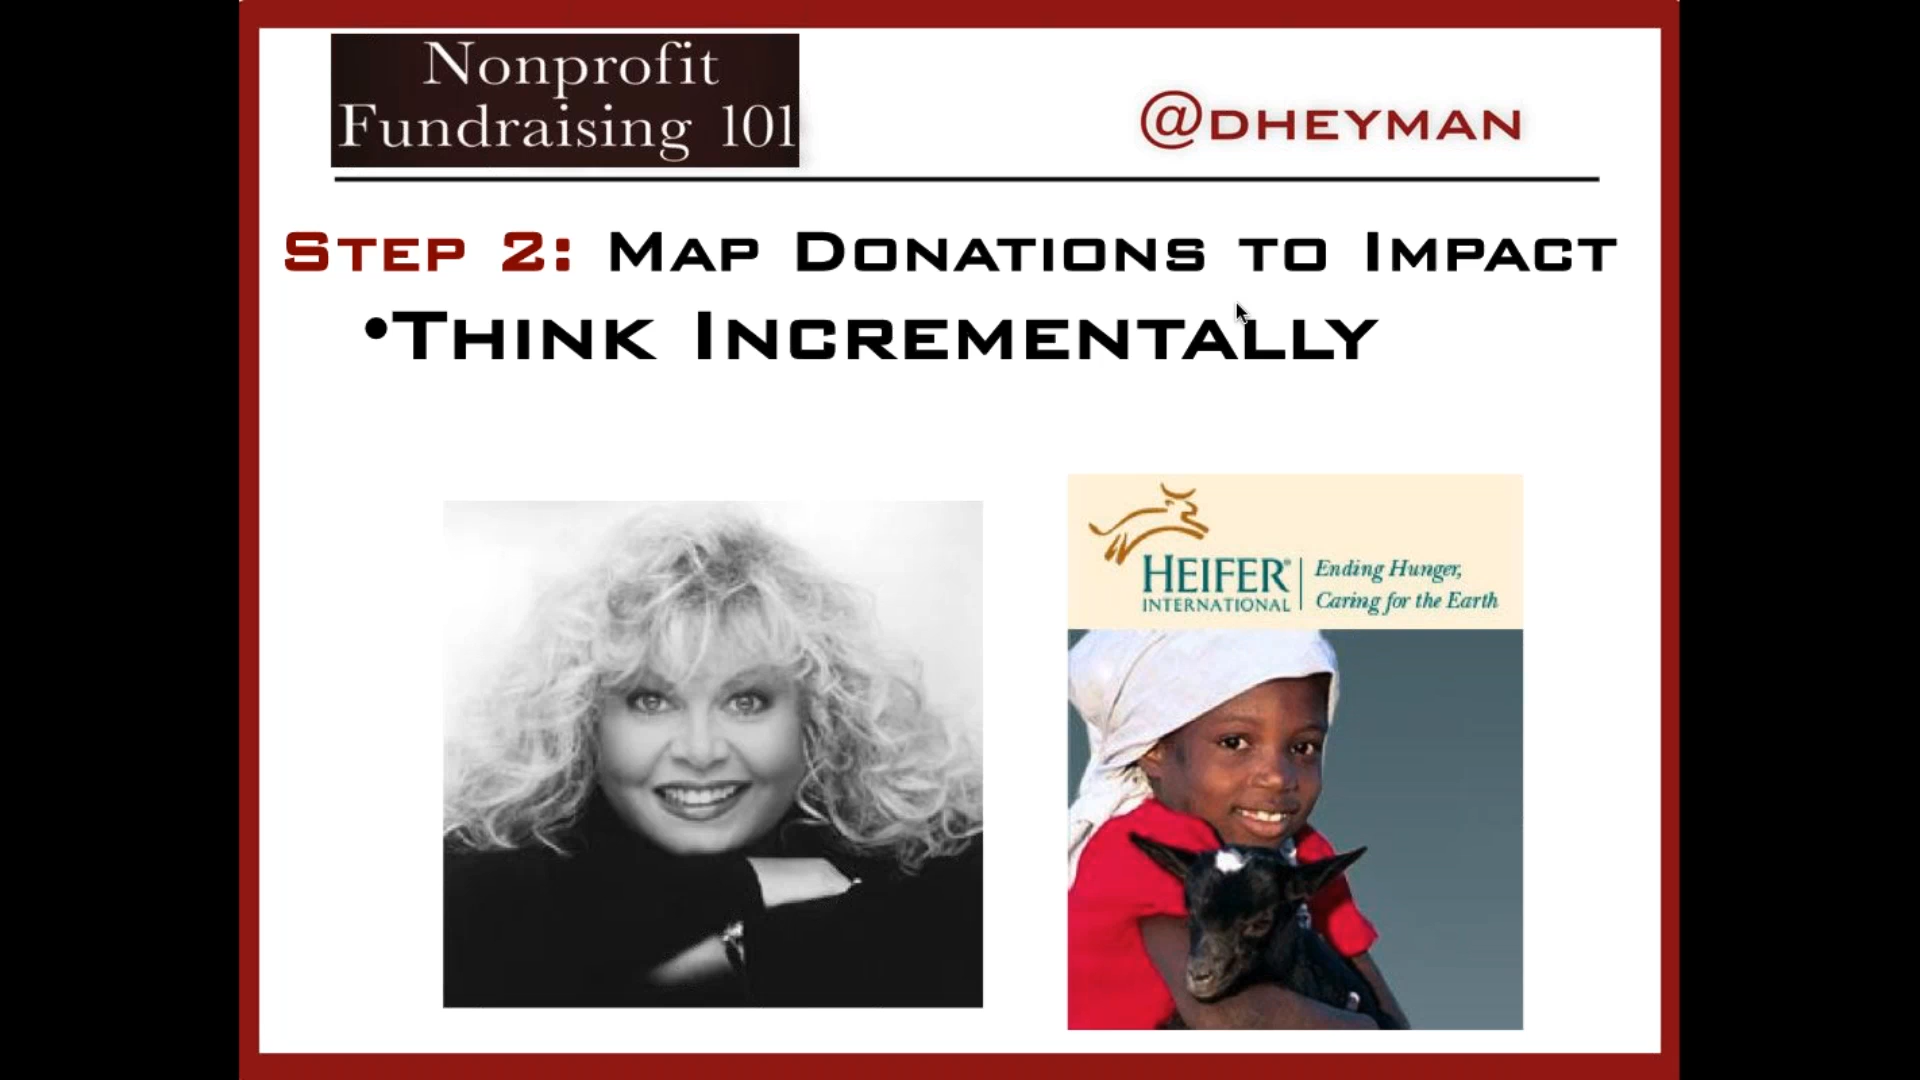 Nonprofit
Fundraising 101
@DHEYMAN
STEP 2: MAP DONATIONS TO IMPACT
•THINK INCREMENTALLY
HEIFER®
INTERNATIONAL
Ending Hunger,
Caring for the Earth